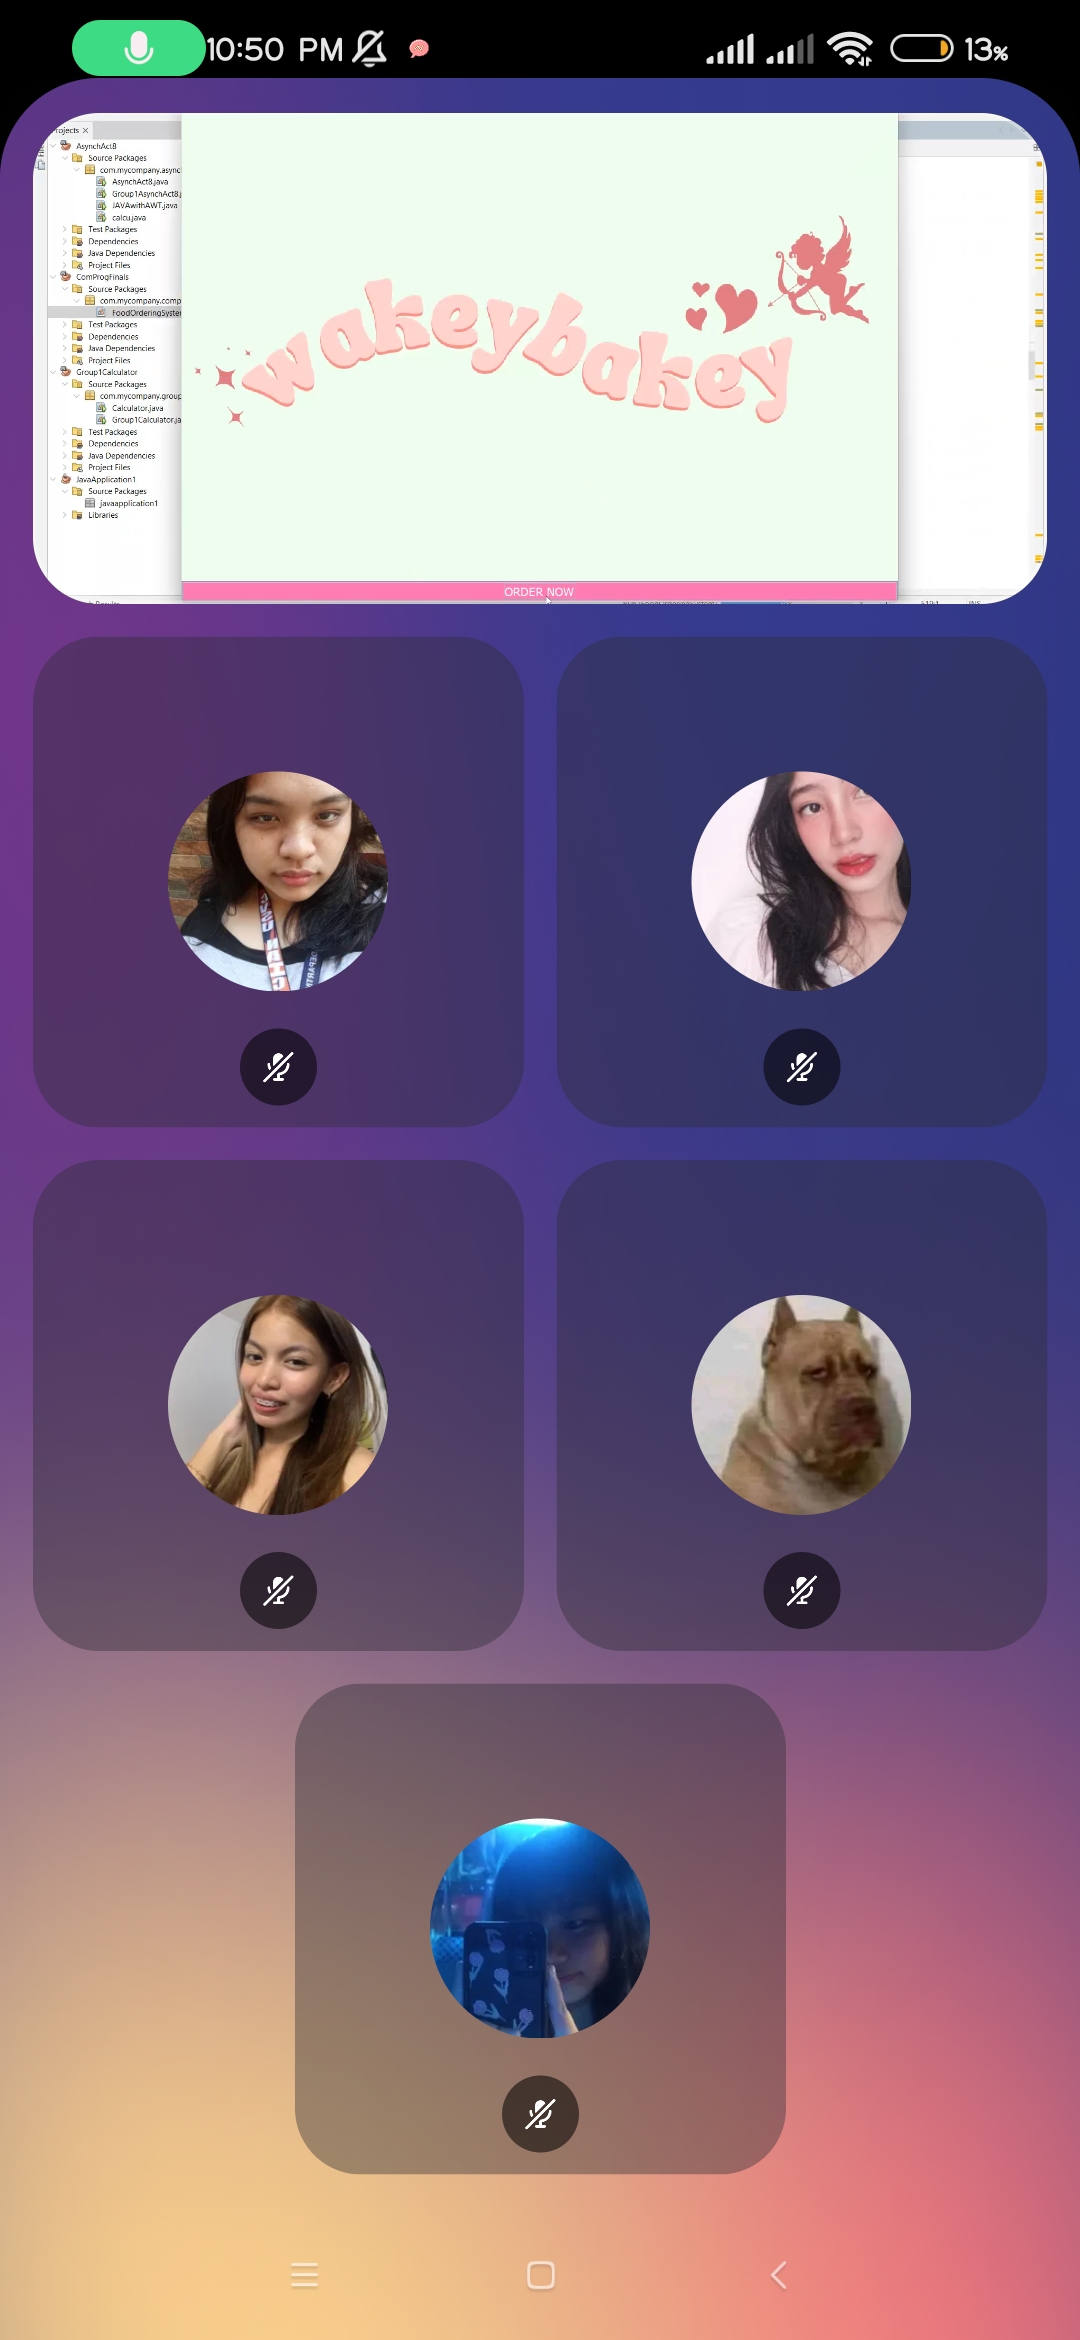 10:50 PM
13%
rojects
AsynchAct8
Source Packages
com.mycompany.async
AsynchAct8.java
Group1AsynchAct8.j
JAVAwithAWT.java
calcu.java
Test Packages
Dependencies
Java Dependencies
Project Files
ComProgFinals
Source Packages
com.mycompany.comp
FoodOrderingSyster
Test Packages
Dependencies
Java Dependencies
Project Files
Group1Calculator
Source Packages
com.mycompany.group
Calculator.java
Group1Calculator.ja
Test Packages
Dependencies
Java Dependencies
Project Files
JavaApplication1
Source Packages
javaapplication1
Libraries
wakeybakey
ORDER NOW